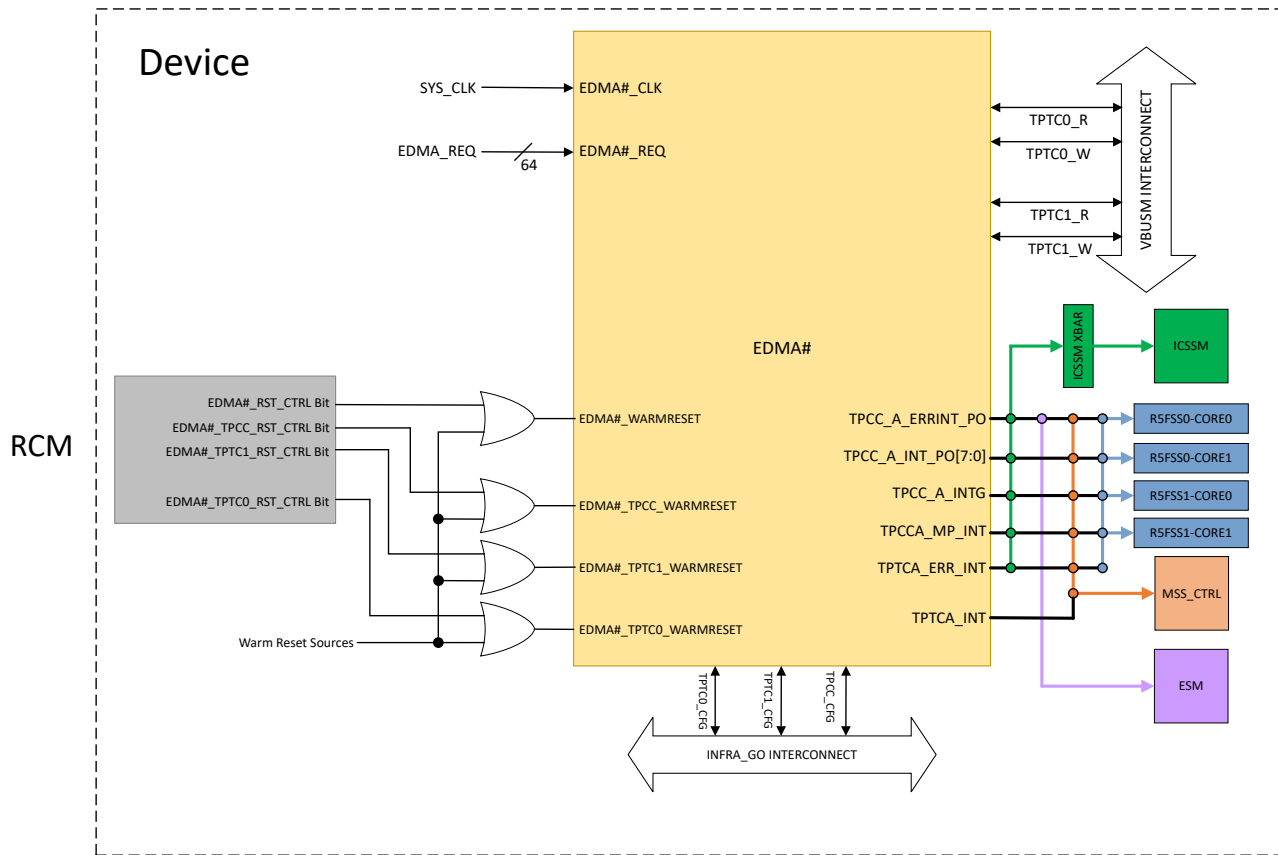 Device
SYS_CLK
EDMA#_CLK
EDMA_REQ
64
EDMA#_REQ
TPTC0_R
TPTC0_W
TPTC1_R
TPTC1_W
VBUSM INTERCONNECT
EDMA#
ICSSM XBAR
ICSSM
RCM
EDMA#_RST_CTRL Bit
EDMA#_TPCC_RST_CTRL Bit
EDMA#_TPTC1_RST_CTRL Bit
EDMA#_TPTC0_RST_CTRL Bit
Warm Reset Sources
EDMA#_WARMRESET
EDMA#_TPCC_WARMRESET
EDMA#_TPTC1_WARMRESET
EDMA#_TPTC0_WARMRESET
TPCC_A_ERRINT_PO
TPCC_A_INT_PO[7:0]
TPCC_A_INTG
TPCCA_MP_INT
TPTCA_ERR_INT
TPTCA_INT
R5FSS0-CORE0
R5FSS0-CORE1
R5FSS1-CORE0
R5FSS1-CORE1
MSS_CTRL
ESM
TPTC0_CFG
TPTC1_CFG
TPCC_CFG
INFRA_GO INTERCONNECT